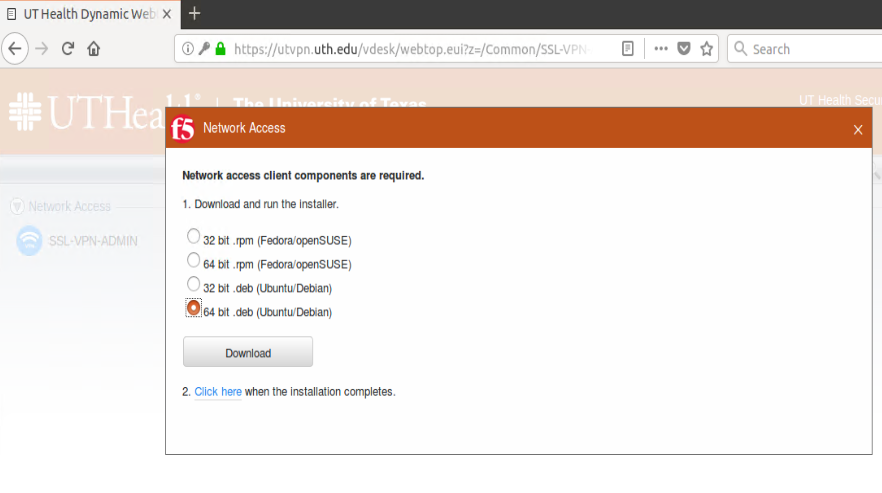 UT Health Dynamic Web
https://utvpn.uth.edu/vdesk/webtop.eui?z=/Common/SSL-VPN-
Search
UTHeal
The University of Texas
UT Health Secu
f5 Network Access
Network access client components are required.
1. Download and run the installer.
Network Access
32 bit .rpm (Fedora/openSUSE)
SSL-VPN-ADMIN
64 bit .rpm (Fedora/openSUSE)
32 bit .deb (Ubuntu/Debian)
64 bit .deb (Ubuntu/Debian)
Download
2. Click here when the installation completes.